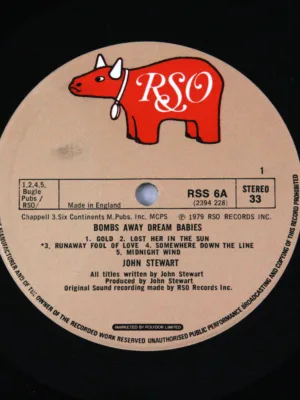 RSO
1
1,2,4,5,
Bugle
Pubs /
RSO/
Made in England
RSS 6A
(2394 228)
STEREO
33
Chappell 3.Six Continents M.Pubs. Inc. MCPS ℗ 1979 RSO RECORDS INC.
BOMBS AWAY DREAM BABIES
1. GOLD 2. LOST HER IN THE SUN
*3. RUNAWAY FOOL OF LOVE 4. SOMEWHERE DOWN THE LINE
5. MIDNIGHT WIND
JOHN STEWART
All titles written by John Stewart
Produced by John Stewart
Original Sound recording made by RSO Records Inc.
MANUFACTURER AND OF THE OWNER OF THE RECORDED WORK RESERVED UNAUTHORISED PUBLIC PERFORMANCE BROADCASTING AND COPYING OF THIS RECORD PROHIBITED
MARKETED BY POLYDOR LIMITED